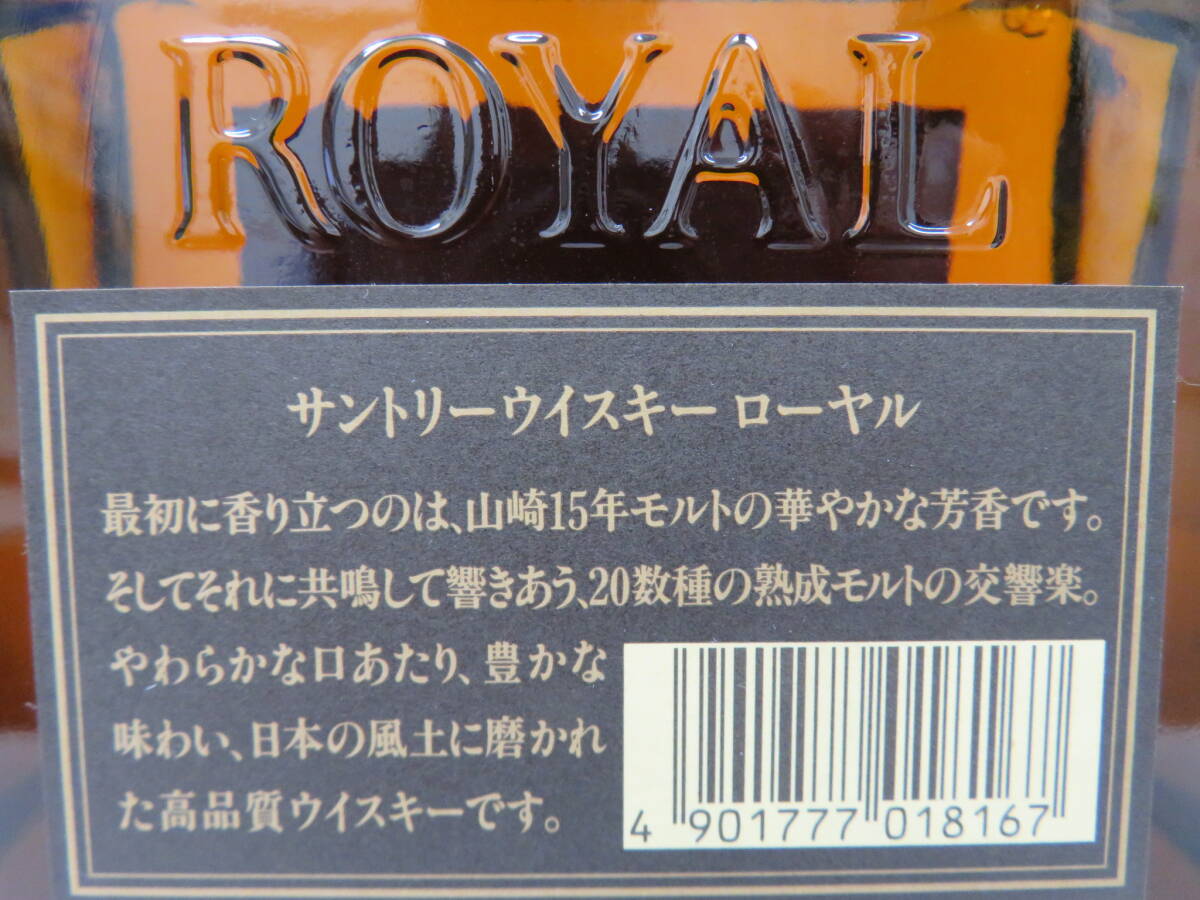 ROYAL
サントリーウイスキー ローヤル
最初に香り立つのは、山崎15年モルトの華やかな芳香です。
そしてそれに共鳴して響きあう、20数種の熟成モルトの交響楽。
やわらかな口あたり、豊かな
味わい、日本の風土に磨かれ
た高品質ウイスキーです。
4 901777 018167